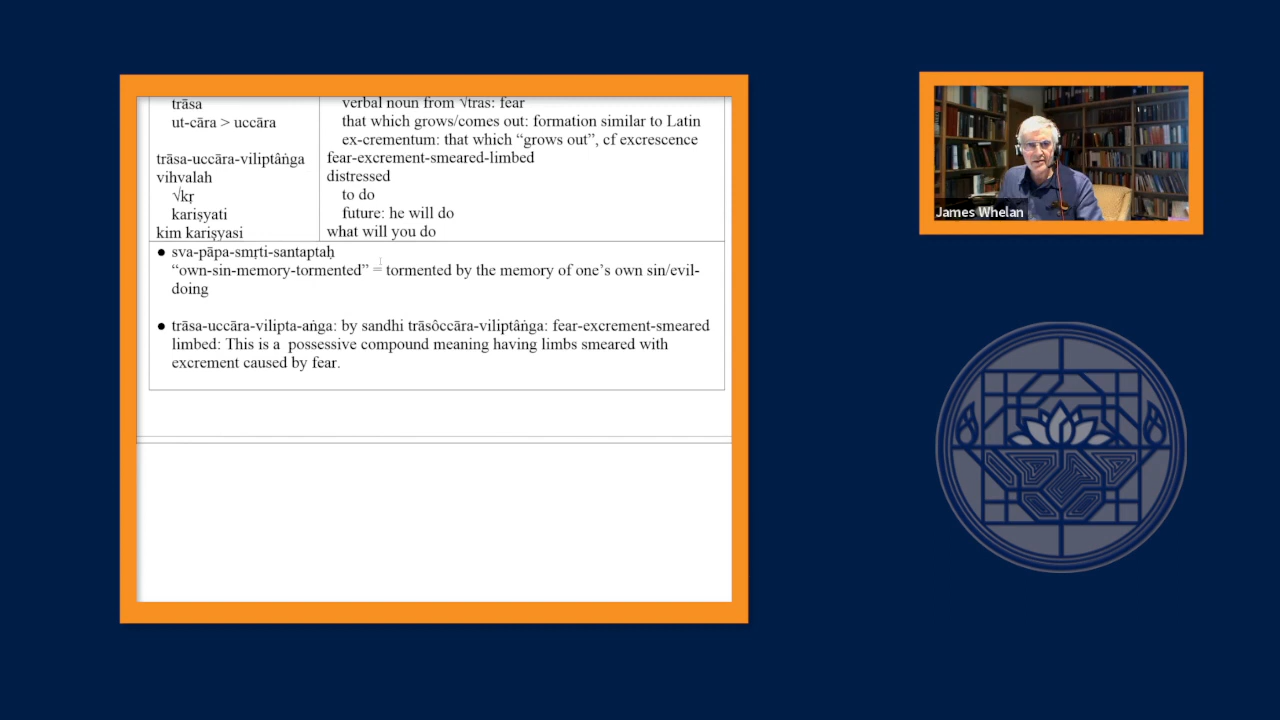 trāsa verbal noun from √tras: fear
ut-cāra > uccāra that which grows/comes out: formation similar to Latin
ex-crementum: that which “grows out”, cf excrescence
trāsa-uccāra-viliptâṅga fear-excrement-smeared-limbed
vihvalah distressed
√kṛ to do
kariṣyati future: he will do
kim kariṣyasi what will you do
● sva-pāpa-smṛti-santaptaḥ
“own-sin-memory-tormented” = tormented by the memory of one’s own sin/evil-
doing
● trāsa-uccāra-vilipta-aṅga: by sandhi trāsôccāra-viliptâṅga: fear-excrement-smeared
limbed: This is a possessive compound meaning having limbs smeared with
excrement caused by fear.
James Whelan